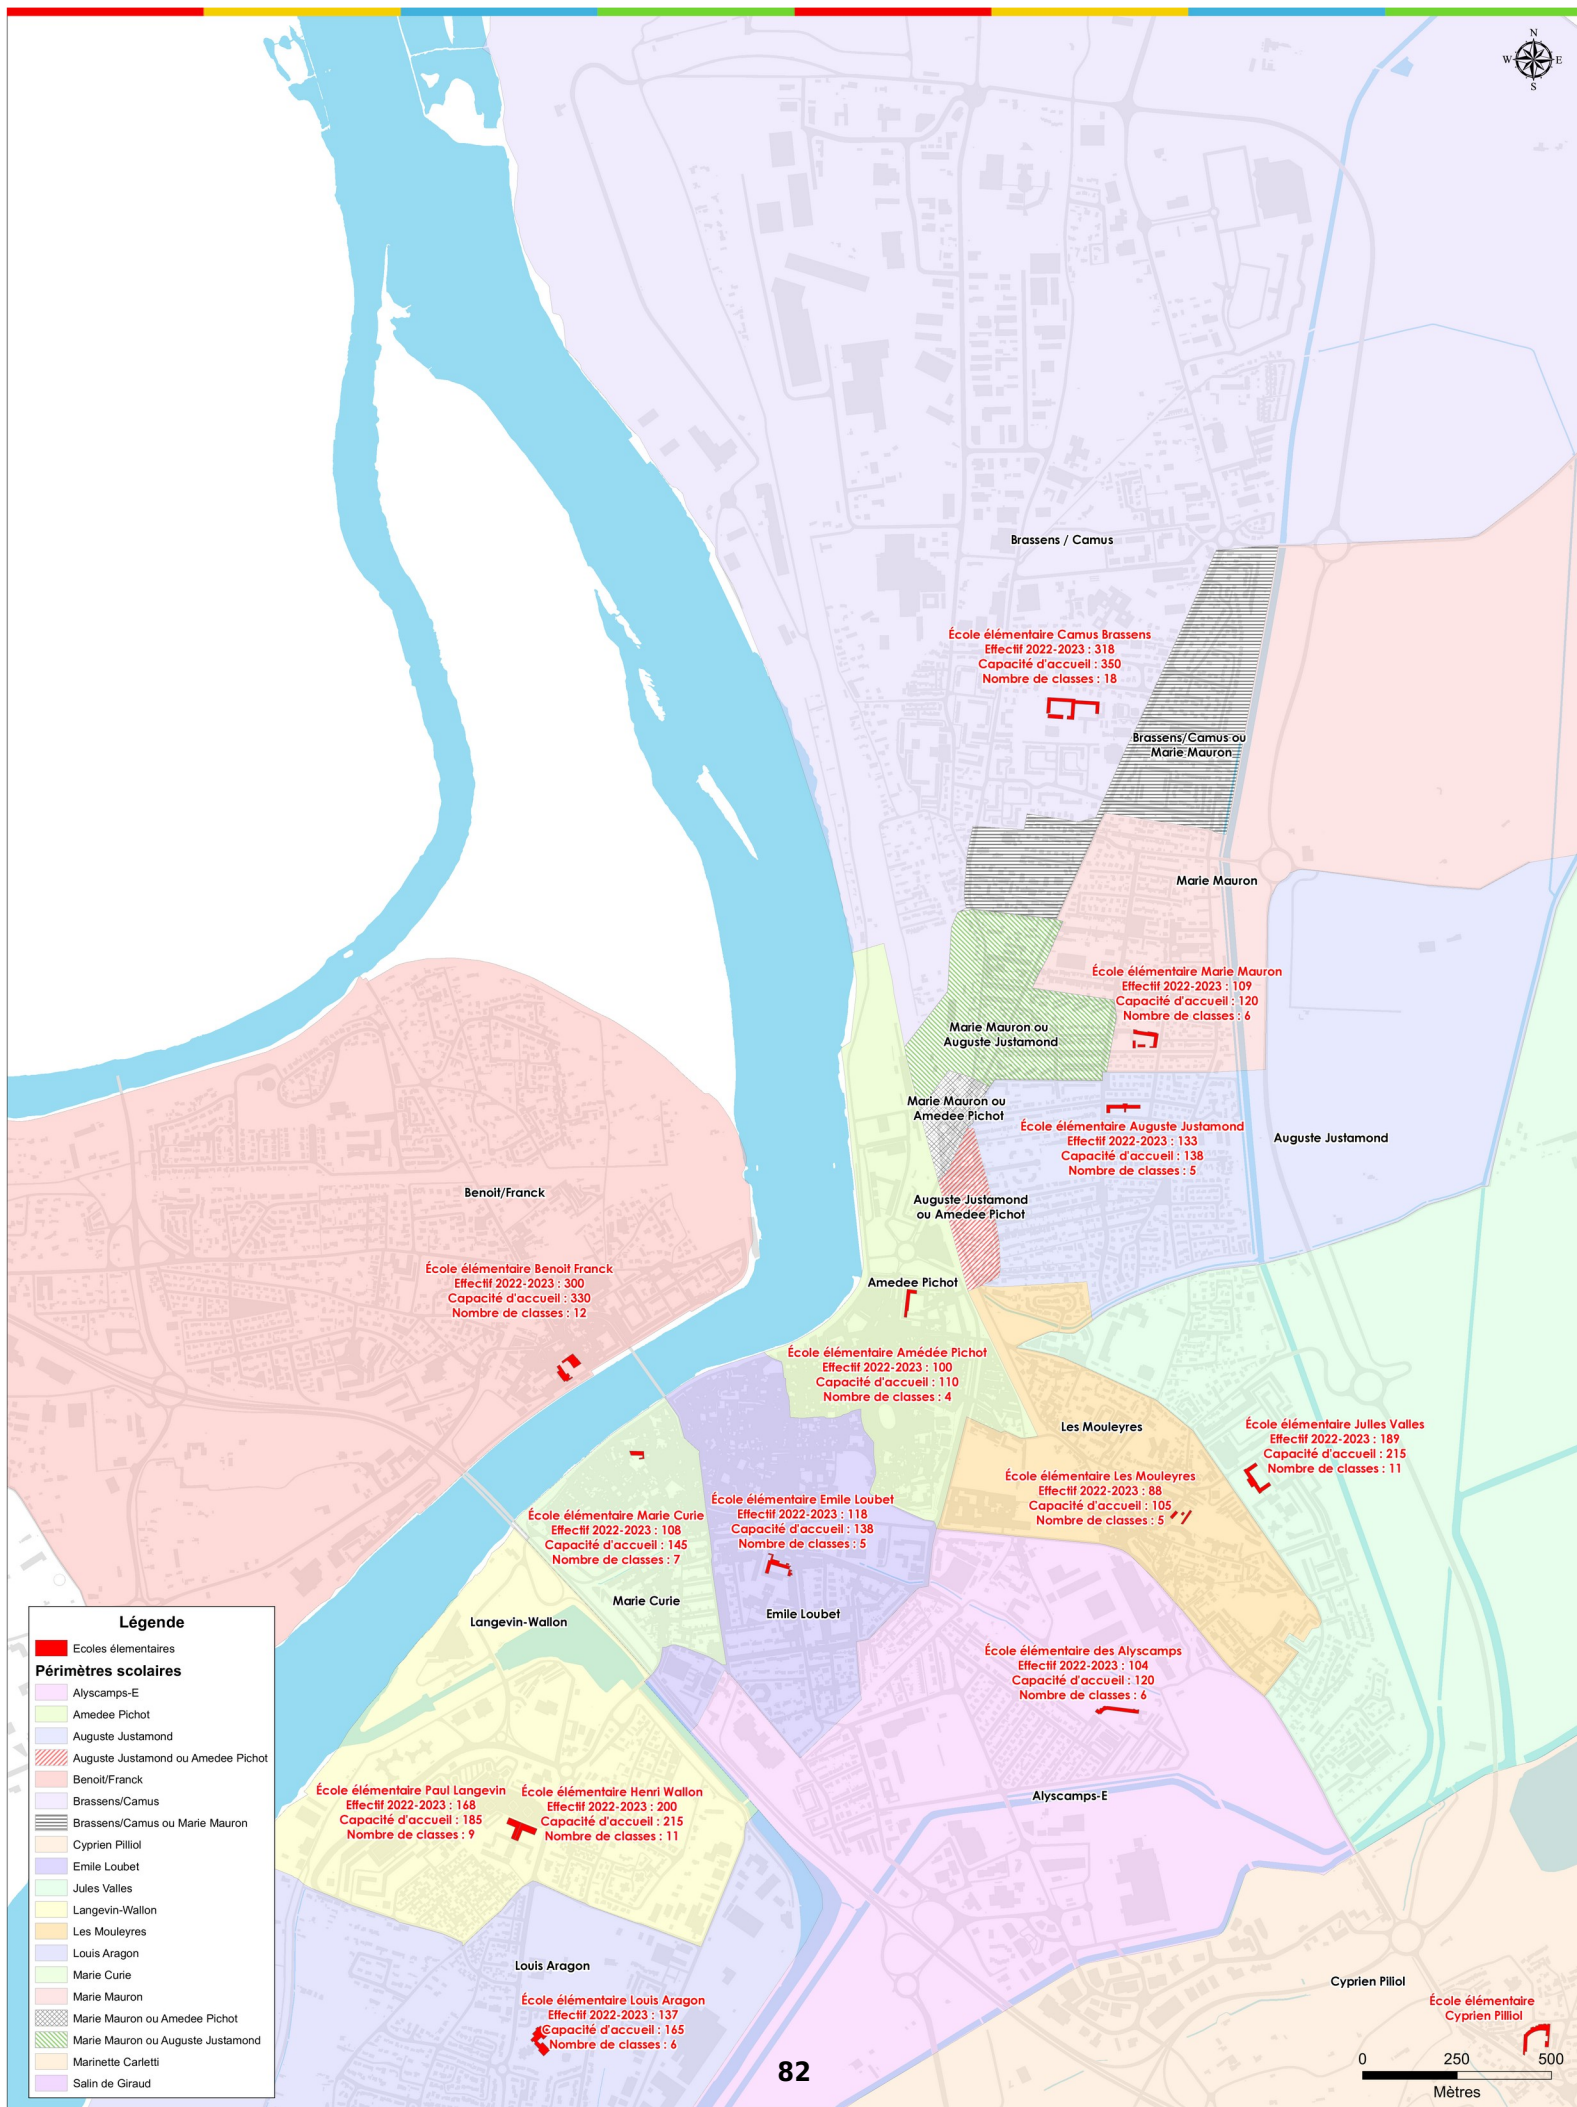 N
W E
S
Brassens / Camus
École élémentaire Camus Brassens
Effectif 2022-2023 : 318
Capacité d'accueil : 350
Nombre de classes : 18
Brassens/Camus ou
Marie Mauron
Marie Mauron
École élémentaire Marie Mauron
Effectif 2022-2023 : 109
Capacité d'accueil : 120
Nombre de classes : 6
Marie Mauron ou
Auguste Justamond
Marie Mauron ou
Amedee Pichot
École élémentaire Auguste Justamond
Effectif 2022-2023 : 133
Capacité d'accueil : 138
Nombre de classes : 5
Auguste Justamond
Benoit/Franck
Auguste Justamond
ou Amedee Pichot
École élémentaire Benoit Franck
Effectif 2022-2023 : 300
Capacité d'accueil : 330
Nombre de classes : 12
Amedee Pichot
École élémentaire Amédée Pichot
Effectif 2022-2023 : 100
Capacité d'accueil : 110
Nombre de classes : 4
Les Mouleyres
École élémentaire Julles Valles
Effectif 2022-2023 : 189
Capacité d'accueil : 215
Nombre de classes : 11
École élémentaire Les Mouleyres
Effectif 2022-2023 : 88
Capacité d'accueil : 105
Nombre de classes : 5
École élémentaire Emile Loubet
Effectif 2022-2023 : 118
Capacité d'accueil : 138
Nombre de classes : 5
École élémentaire Marie Curie
Effectif 2022-2023 : 108
Capacité d'accueil : 145
Nombre de classes : 7
Marie Curie
Emile Loubet
Langevin-Wallon
École élémentaire des Alyscamps
Effectif 2022-2023 : 104
Capacité d'accueil : 120
Nombre de classes : 6
École élémentaire Paul Langevin
Effectif 2022-2023 : 168
Capacité d'accueil : 185
Nombre de classes : 9
École élémentaire Henri Wallon
Effectif 2022-2023 : 200
Capacité d'accueil : 215
Nombre de classes : 11
Alyscamps-E
Louis Aragon
École élémentaire Louis Aragon
Effectif 2022-2023 : 137
Capacité d'accueil : 165
Nombre de classes : 6
Cyprien Piliol
École élémentaire
Cyprien Pilliol
Légende
Ecoles élementaires
Périmètres scolaires
Alyscamps-E
Amedee Pichot
Auguste Justamond
Auguste Justamond ou Amedee Pichot
Benoit/Franck
Brassens/Camus
Brassens/Camus ou Marie Mauron
Cyprien Pilliol
Emile Loubet
Jules Valles
Langevin-Wallon
Les Mouleyres
Louis Aragon
Marie Curie
Marie Mauron
Marie Mauron ou Amedee Pichot
Marie Mauron ou Auguste Justamond
Marinette Carletti
Salin de Giraud
82
0 250 500
Mètres